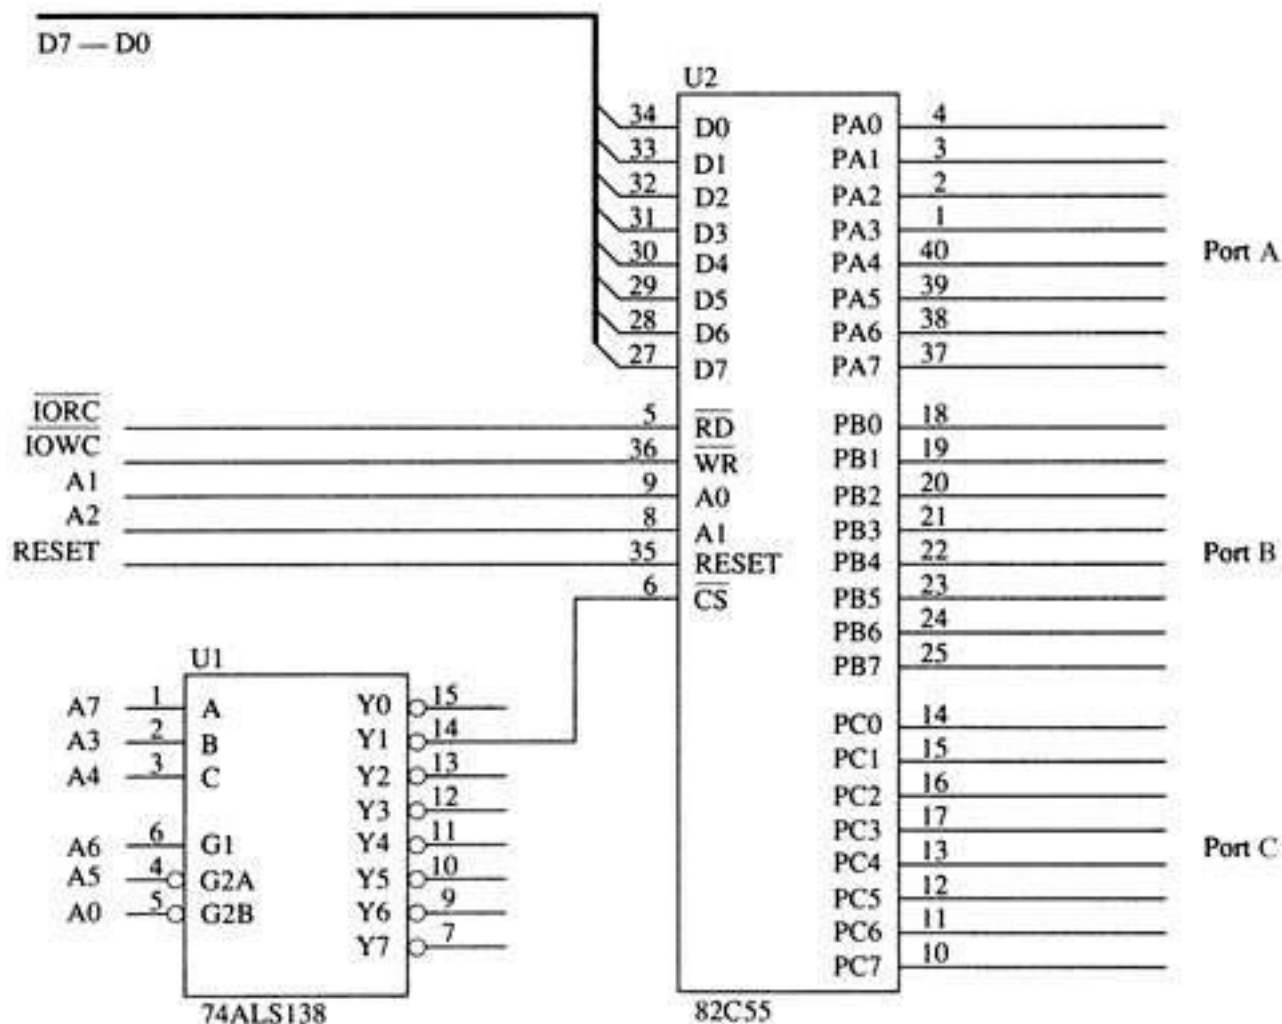 D7 — D0
U2
34 D0 PA0 4
33 D1 PA1 3
32 D2 PA2 2
31 D3 PA3 1
30 D4 PA4 40
29 D5 PA5 39
28 D6 PA6 38
27 D7 PA7 37
Port A
IORC 5 RD PB0 18
IOWC 36 WR PB1 19
A1 9 A0 PB2 20
A2 8 A1 PB3 21
RESET 35 RESET PB4 22
6 CS PB5 23
PB6 24
PB7 25
Port B
U1
A7 1 A Y0 15
A3 2 B Y1 14
A4 3 C Y2 13
Y3 12
A6 6 G1 Y4 11
A5 4 G2A Y5 10
A0 5 G2B Y6 9
Y7 7
74ALS138
PC0 14
PC1 15
PC2 16
PC3 17
PC4 13
PC5 12
PC6 11
PC7 10
Port C
82C55